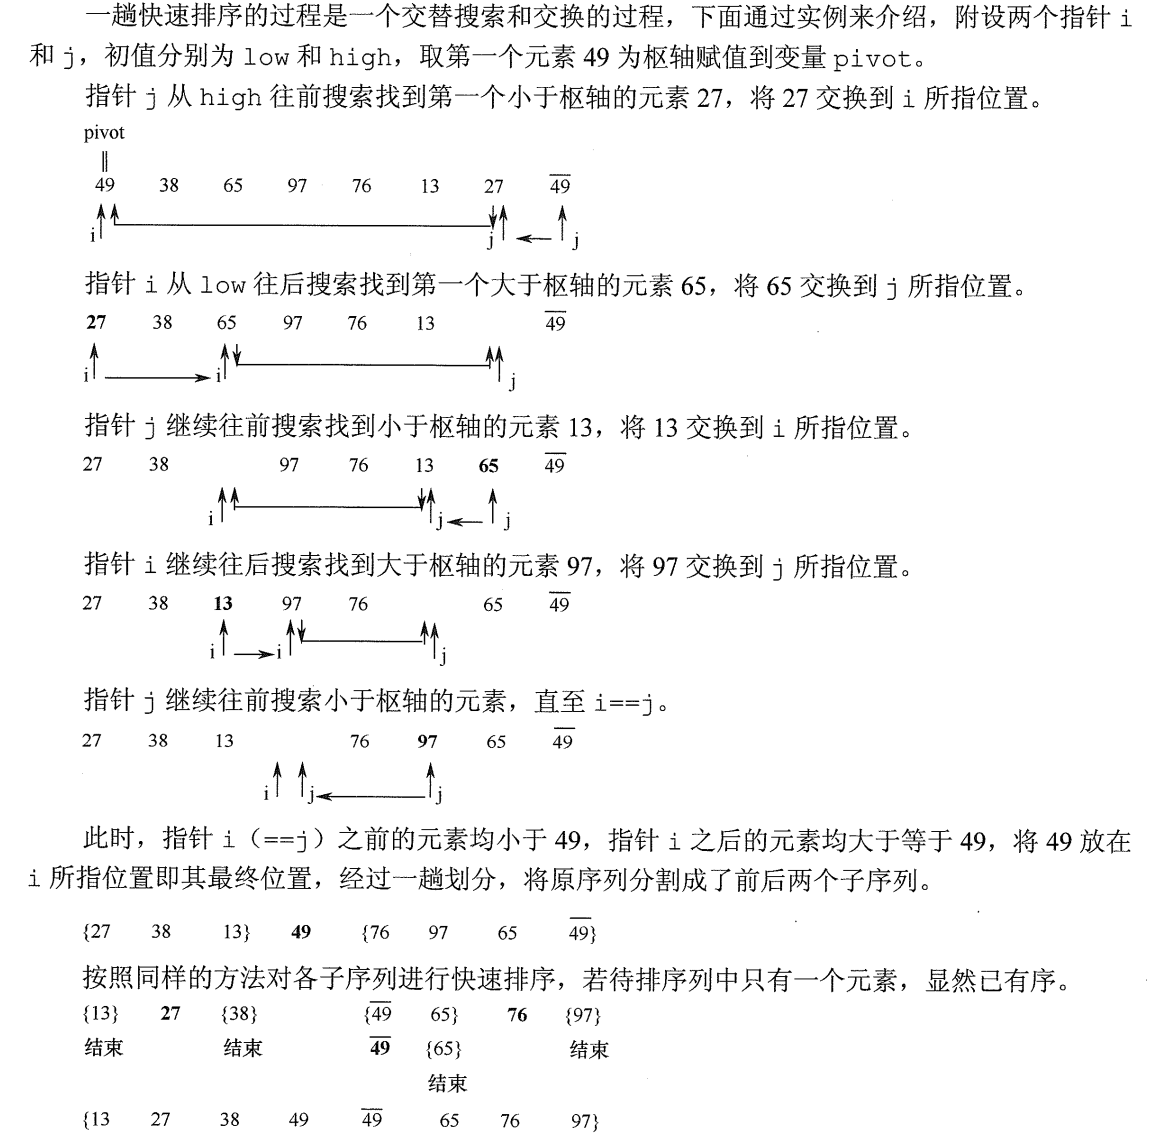 一趟快速排序的过程是一个交替搜索和交换的过程，下面通过实例来介绍，附设两个指针 i
和 j，初值分别为 low 和 high，取第一个元素 49 为枢轴赋值到变量 pivot。
指针 j 从 high 往前搜索找到第一个小于枢轴的元素 27，将 27 交换到 i 所指位置。
pivot
‖
49 38 65 97 76 13 27 4̅9̅
i j j
指针 i 从 low 往后搜索找到第一个大于枢轴的元素 65，将 65 交换到 j 所指位置。
27 38 65 97 76 13 4̅9̅
i i j
指针 j 继续往前搜索找到小于枢轴的元素 13，将 13 交换到 i 所指位置。
27 38 97 76 13 65 4̅9̅
i j j
指针 i 继续往后搜索找到大于枢轴的元素 97，将 97 交换到 j 所指位置。
27 38 13 97 76 65 4̅9̅
i i j
指针 j 继续往前搜索小于枢轴的元素，直至 i==j。
27 38 13 76 97 65 4̅9̅
i j j
此时，指针 i（==j）之前的元素均小于 49，指针 i 之后的元素均大于等于 49，将 49 放在
i 所指位置即其最终位置，经过一趟划分，将原序列分割成了前后两个子序列。
{27 38 13} 49 {76 97 65 4̅9̅}
按照同样的方法对各子序列进行快速排序，若待排序列中只有一个元素，显然已有序。
{13} 27 {38} {4̅9̅ 65} 76 {97}
结束 结束 4̅9̅ {65} 结束
结束
{13 27 38 49 4̅9̅ 65 76 97}